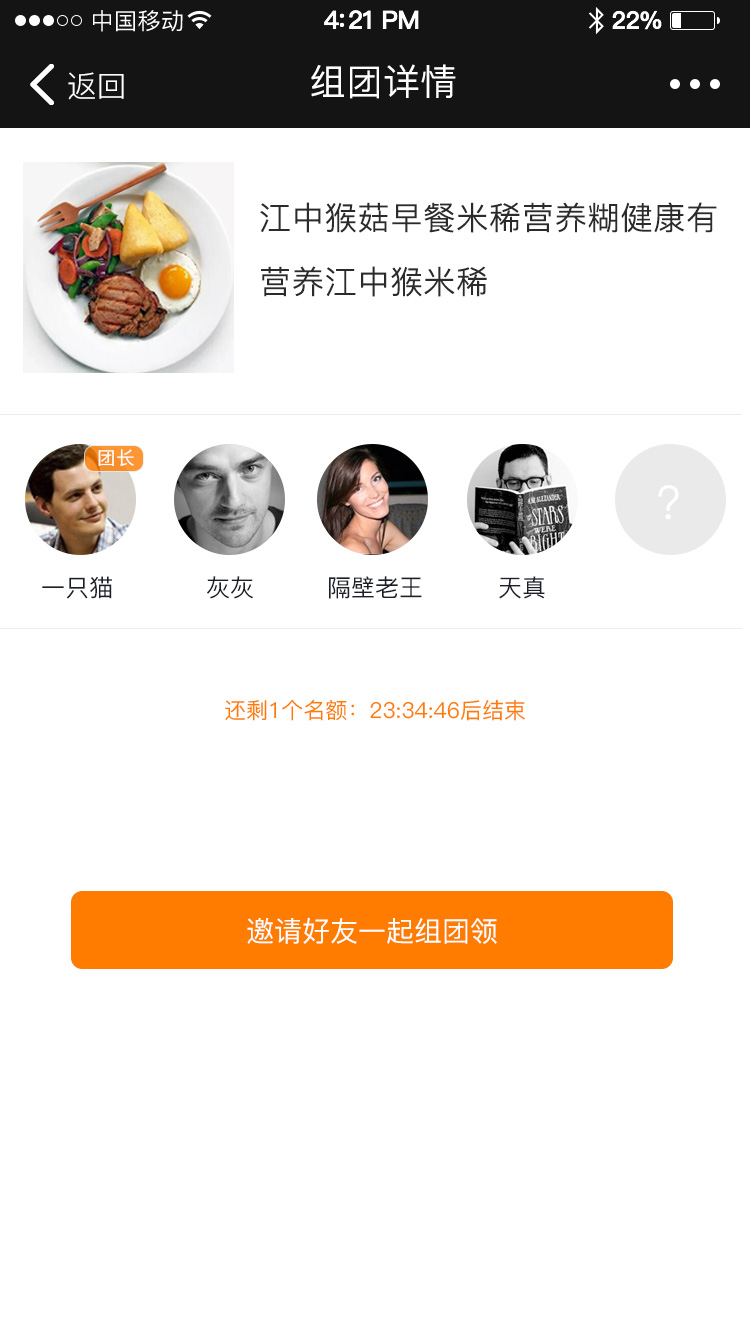 中国移动 4:21 PM 22%
返回 组团详情
江中猴菇早餐米稀营养糊健康有
营养江中猴米稀
团长
STARS
WERE
RIGHT
?
一只猫 灰灰 隔壁老王 天真
还剩1个名额：23:34:46后结束
邀请好友一起组团领